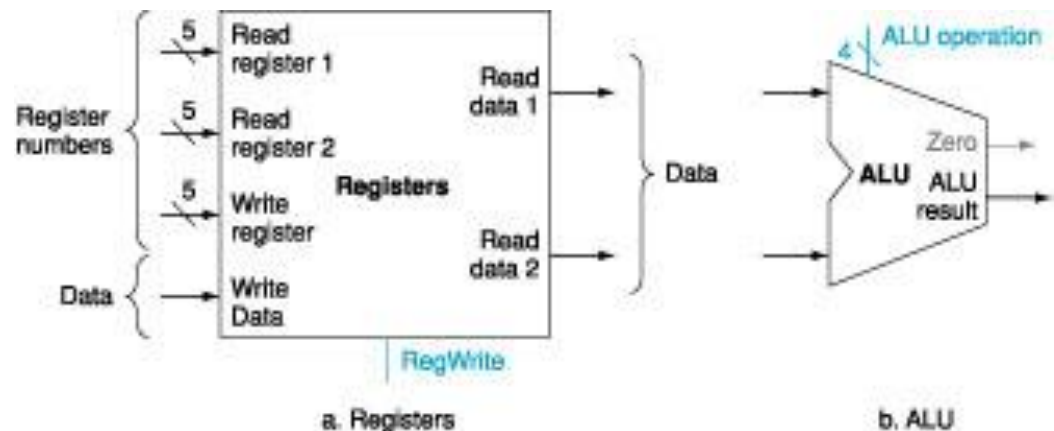 5
Read
register 1
5
Read
register 2
5
Write
register
Write
Data
Register
numbers
Data
Registers
Read
data 1
Read
data 2
Data
RegWrite
a. Registers
4
ALU operation
ALU
Zero
ALU
result
b. ALU